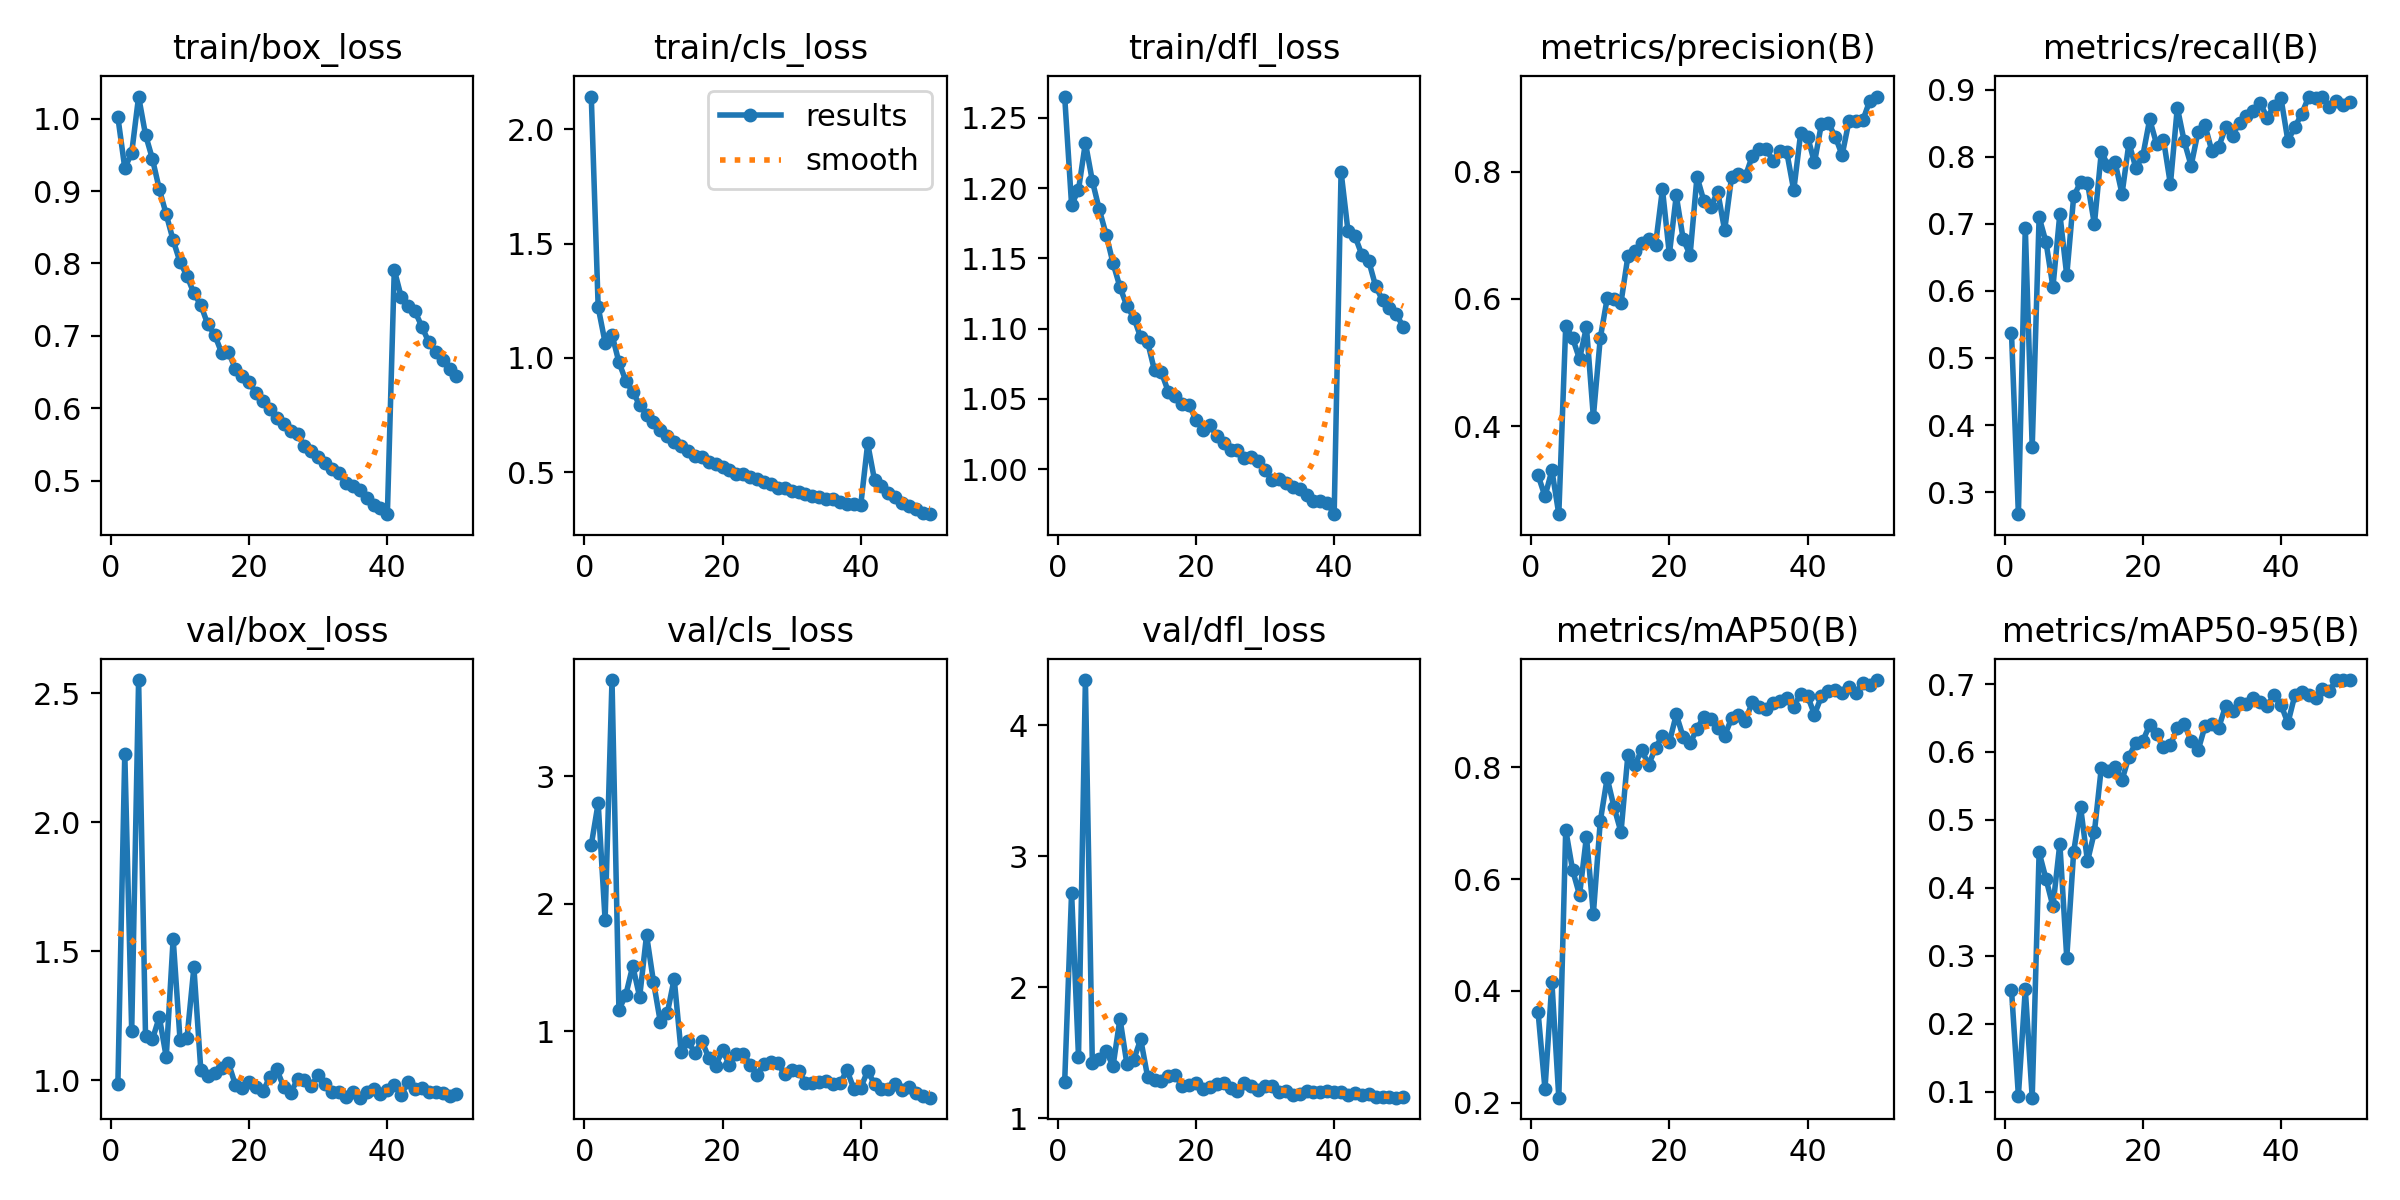 train/box_loss
1.0
0.9
0.8
0.7
0.6
0.5
0 20 40
train/cls_loss
results
smooth
2.0
1.5
1.0
0.5
0 20 40
train/dfl_loss
1.25
1.20
1.15
1.10
1.05
1.00
0 20 40
metrics/precision(B)
0.8
0.6
0.4
0 20 40
metrics/recall(B)
0.9
0.8
0.7
0.6
0.5
0.4
0.3
0 20 40
val/box_loss
2.5
2.0
1.5
1.0
0 20 40
val/cls_loss
3
2
1
0 20 40
val/dfl_loss
4
3
2
1
0 20 40
metrics/mAP50(B)
0.8
0.6
0.4
0.2
0 20 40
metrics/mAP50-95(B)
0.7
0.6
0.5
0.4
0.3
0.2
0.1
0 20 40